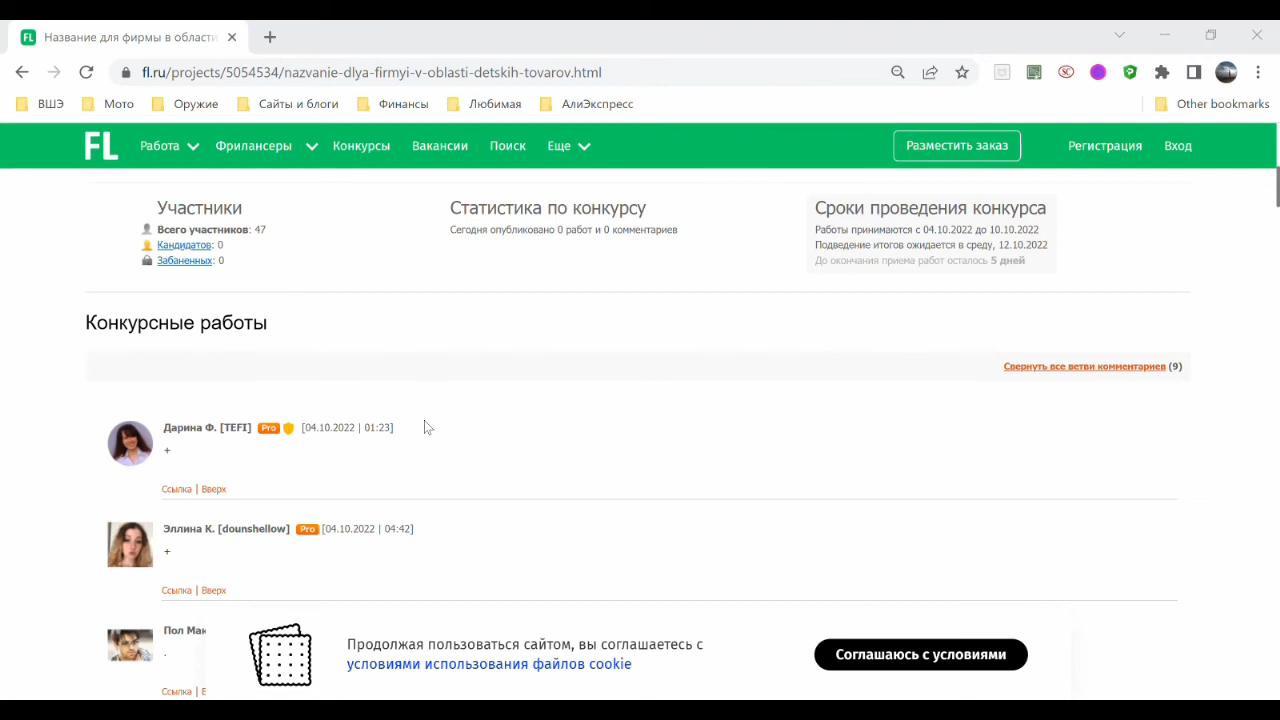 FL Название для фирмы в области
fl.ru/projects/5054534/nazvanie-dlya-firmyi-v-oblasti-detskih-tovarov.html
ВШЭ Мото Оружие Сайты и блоги Финансы Любимая АлиЭкспресс Other bookmarks
FL Работа Фрилансеры Конкурсы Вакансии Поиск Еще Разместить заказ Регистрация Вход
Участники
Всего участников: 47
Кандидатов: 0
Забаненных: 0
Статистика по конкурсу
Сегодня опубликовано 0 работ и 0 комментариев
Сроки проведения конкурса
Работы принимаются с 04.10.2022 до 10.10.2022
Подведение итогов ожидается в среду, 12.10.2022
До окончания приема работ осталось 5 дней
Конкурсные работы
Свернуть все ветви комментариев (9)
Дарина Ф. [TEFI] Pro [04.10.2022 | 01:23]
+
Ссылка | Вверх
Эллина К. [dounshellow] Pro [04.10.2022 | 04:42]
+
Ссылка | Вверх
Пол Мак
.
Ссылка | В
Продолжая пользоваться сайтом, вы соглашаетесь с
условиями использования файлов cookie
Соглашаюсь с условиями